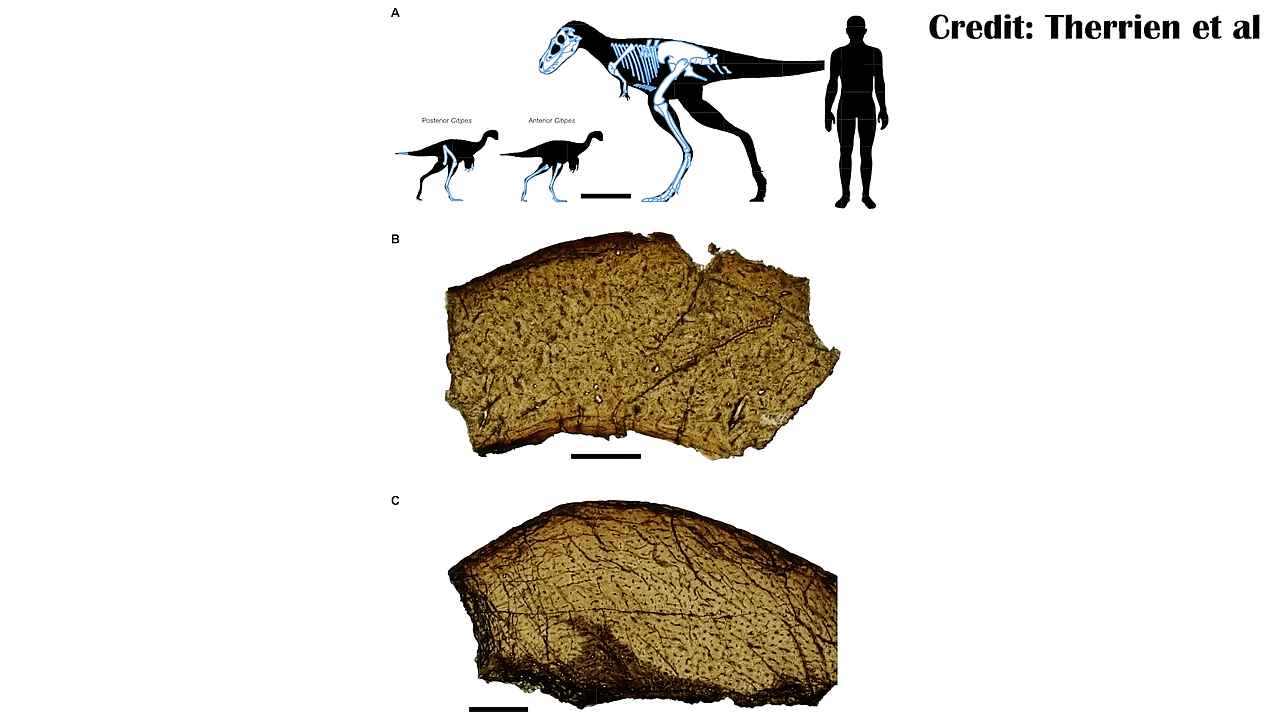 A
Credit: Therrien et al
Posterior Citipes
Anterior Citipes
B
C